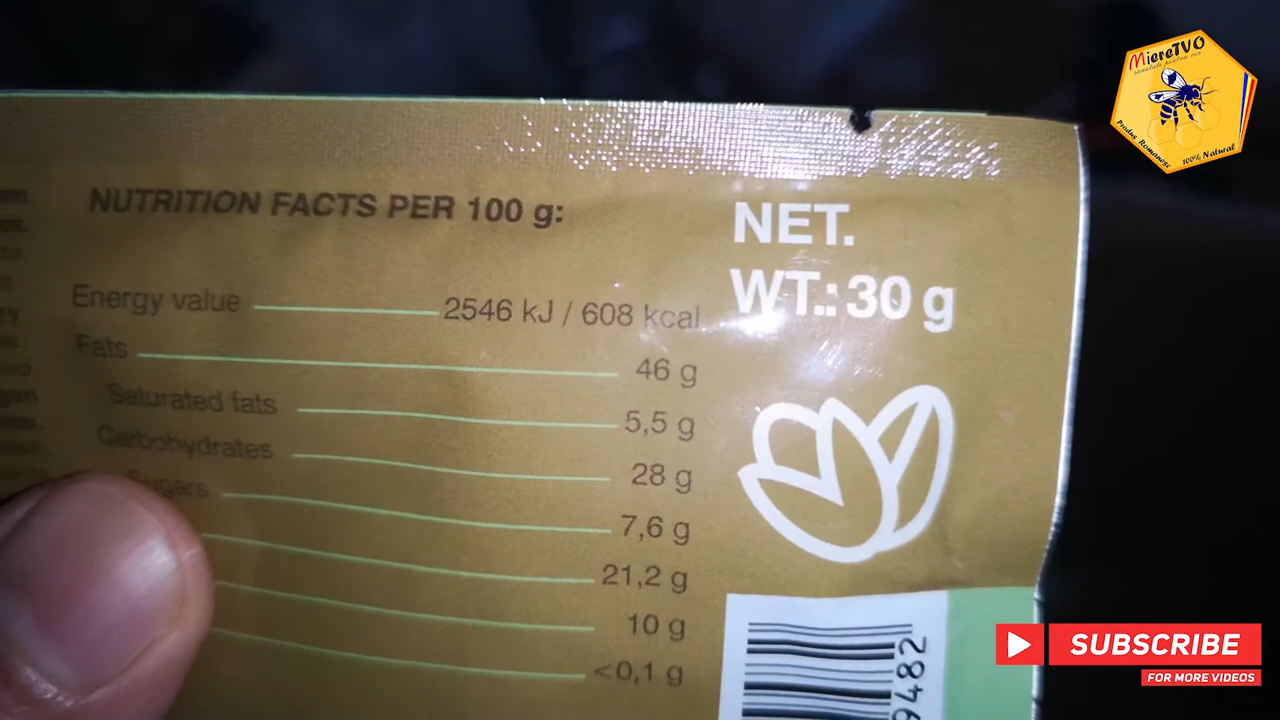 MiereTVO
Produs Romanesc
100% Natural
NUTRITION FACTS PER 100 g:
NET.
WT.: 30 g
Energy value 2546 kJ / 608 kcal
Fats 46 g
Saturated fats 5,5 g
Carbohydrates 28 g
Sugars 7,6 g
21,2 g
10 g
<0,1 g
9482
SUBSCRIBE
FOR MORE VIDEOS